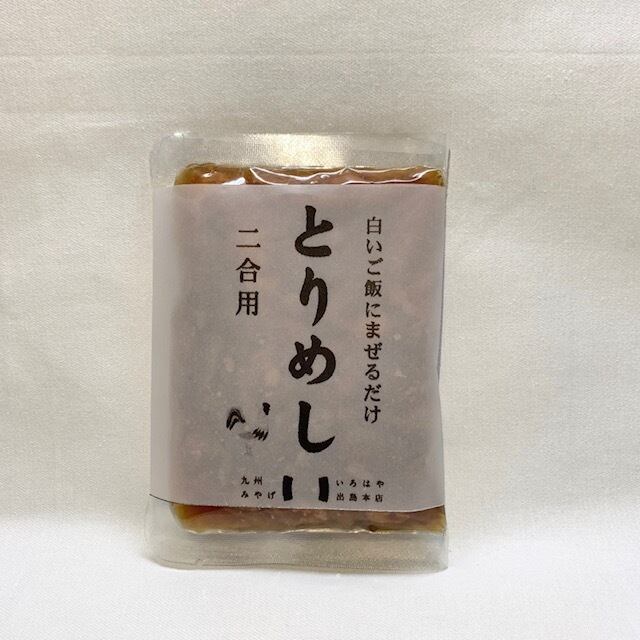 白いご飯にまぜるだけ
とりめし
二合用
九州
みやげ
いろはや
出島本店